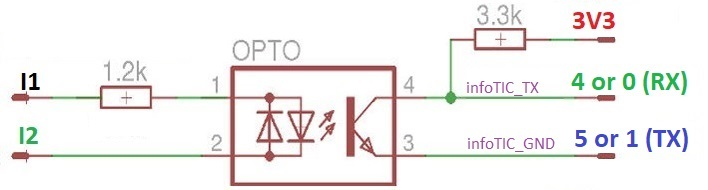 3.3k 3V3
OPTO
I1 1.2k 1 4 infoTIC_TX 4 or 0 (RX)
I2 2 3 infoTIC_GND 5 or 1 (TX)